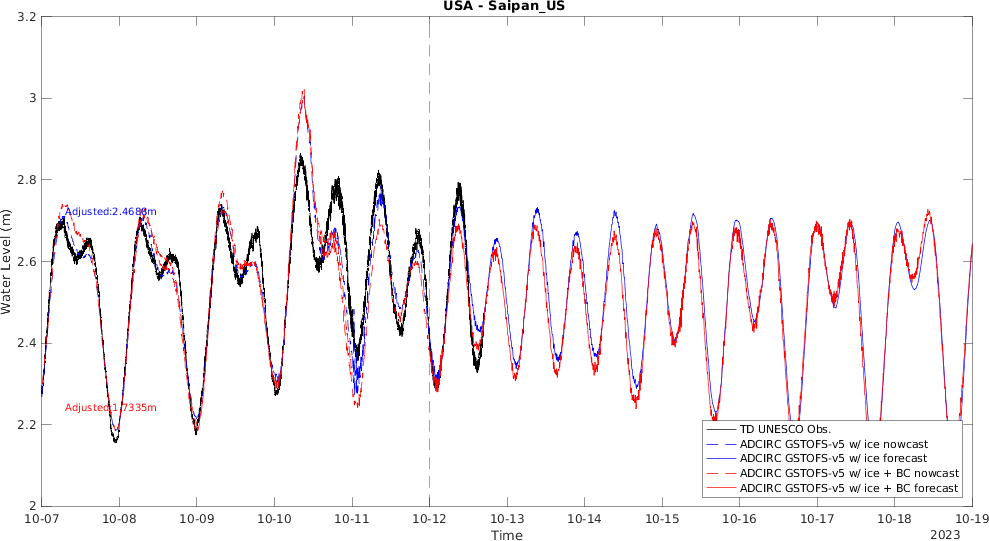 USA - Saipan_US
3.2
3
2.8
2.6
2.4
2.2
2
Water Level (m)
Adjusted:2.4688m
Adjusted:1.7335m
TD UNESCO Obs.
ADCIRC GSTOFS-v5 w/ ice nowcast
ADCIRC GSTOFS-v5 w/ ice forecast
ADCIRC GSTOFS-v5 w/ ice + BC nowcast
ADCIRC GSTOFS-v5 w/ ice + BC forecast
10-07 10-08 10-09 10-10 10-11 10-12 10-13 10-14 10-15 10-16 10-17 10-18 10-19
Time
2023